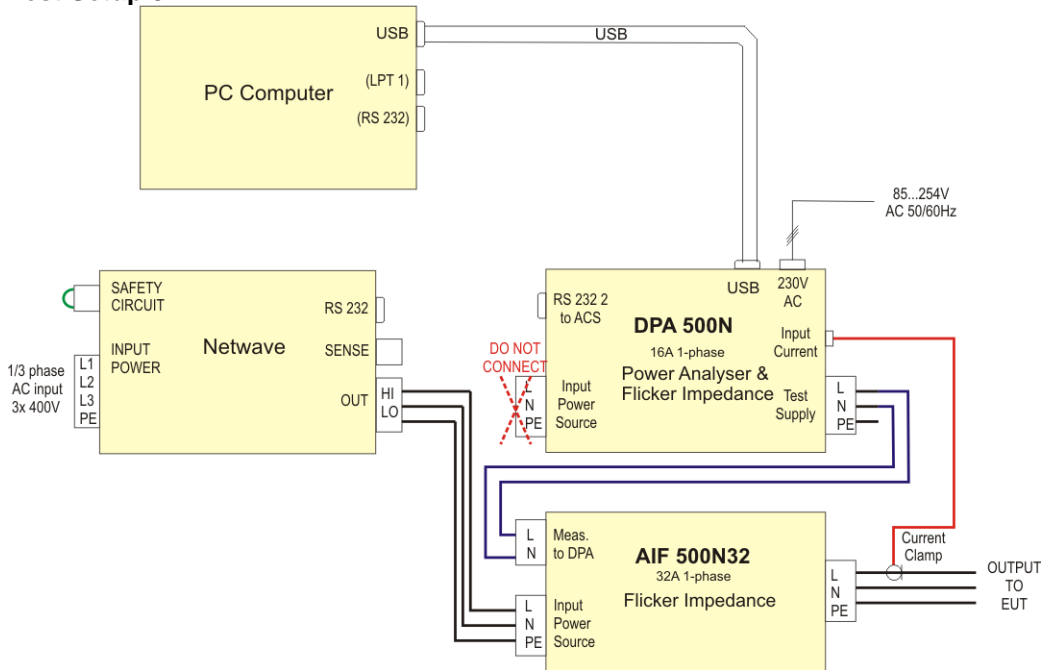 USB
USB
(LPT 1)
PC Computer
(RS 232)
85...254V
AC 50/60Hz
SAFETY
CIRCUIT
RS 232
INPUT
POWER
Netwave
SENSE
1/3 phase
AC input
3x 400V
L1
L2
L3
PE
OUT
HI
LO
USB
230V
AC
RS 232 2
to ACS
DPA 500N
16A 1-phase
Power Analyser &
Flicker Impedance
Input
Current
DO NOT
CONNECT
L
N
PE
Input
Power
Source
Test
Supply
L
N
PE
L
N
Meas.
to DPA
AIF 500N32
32A 1-phase
Flicker Impedance
L
N
PE
Input
Power
Source
L
N
PE
Current
Clamp
OUTPUT
TO
EUT